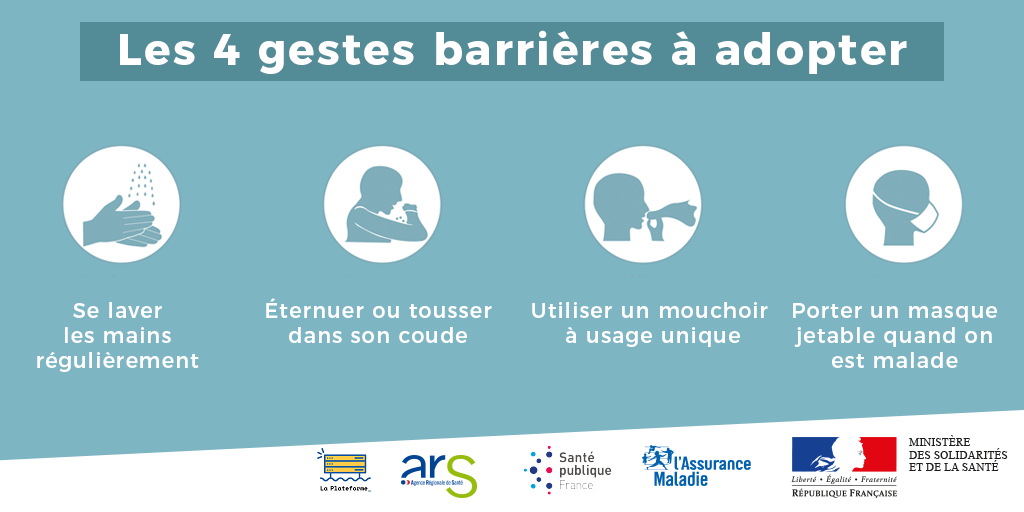 Les 4 gestes barrières à adopter
Se laver
les mains
régulièrement
Éternuer ou tousser
dans son coude
Utiliser un mouchoir
à usage unique
Porter un masque
jetable quand on
est malade
La Plateforme_
ars
Agence Régionale de Santé
Santé
publique
France
l'Assurance
Maladie
Liberté • Égalité • Fraternité
RÉPUBLIQUE FRANÇAISE
MINISTÈRE
DES SOLIDARITÉS
ET DE LA SANTÉ